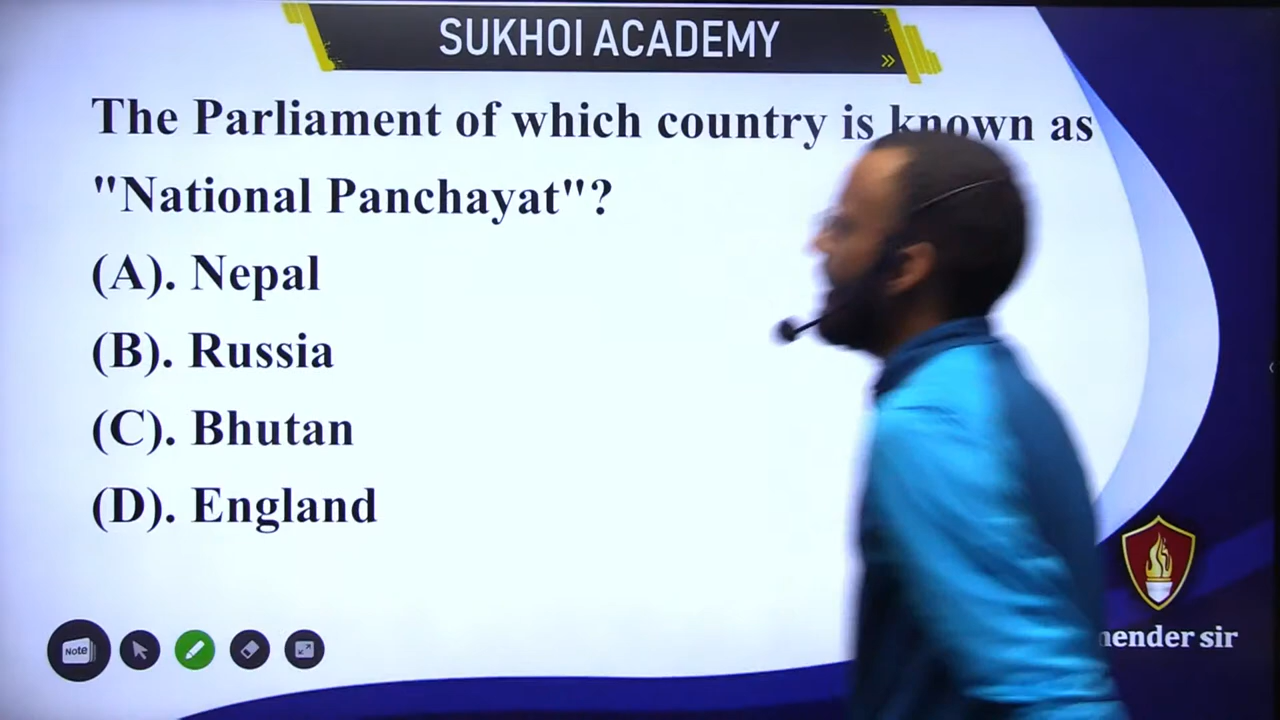 SUKHOI ACADEMY
The Parliament of which country is known as
"National Panchayat"?
(A). Nepal
(B). Russia
(C). Bhutan
(D). England
Note
sir